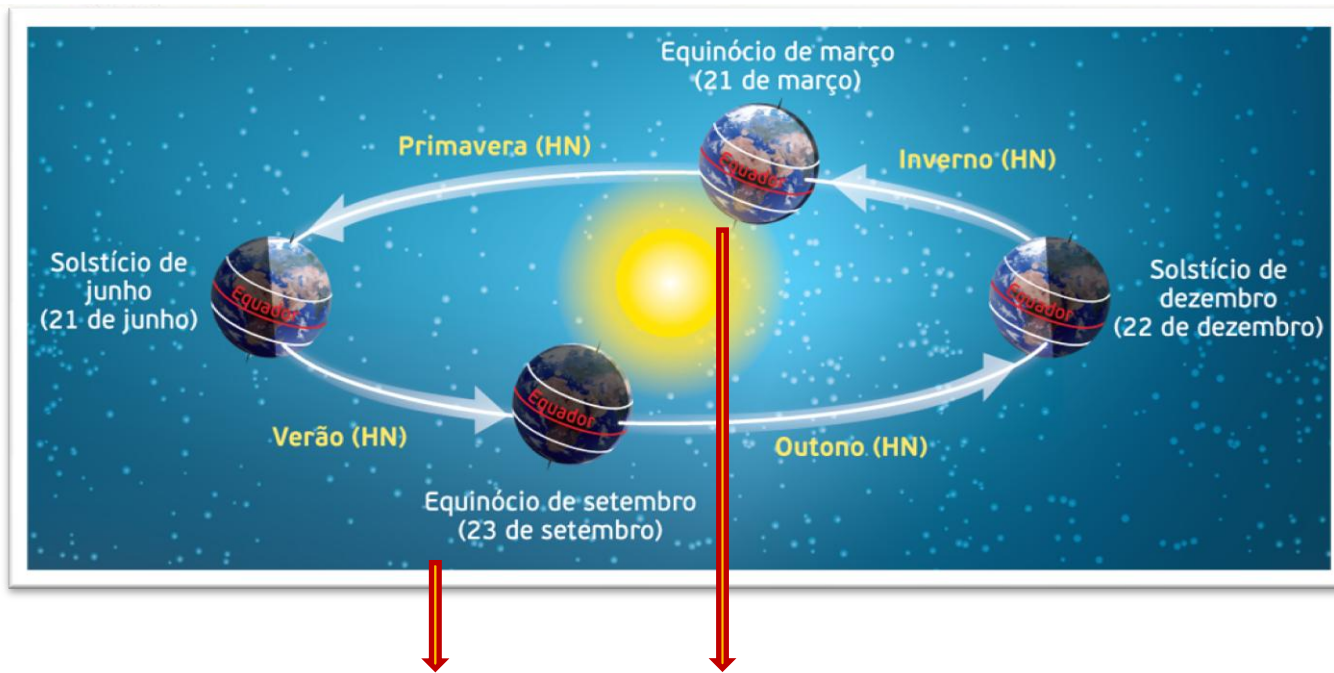 Equinócio de março
(21 de março)
Primavera (HN)
Inverno (HN)
Equador
Solstício de
junho
(21 de junho)
Equador
Equador
Solstício de
dezembro
(22 de dezembro)
Equador
Verão (HN)
Outono (HN)
Equinócio de setembro
(23 de setembro)